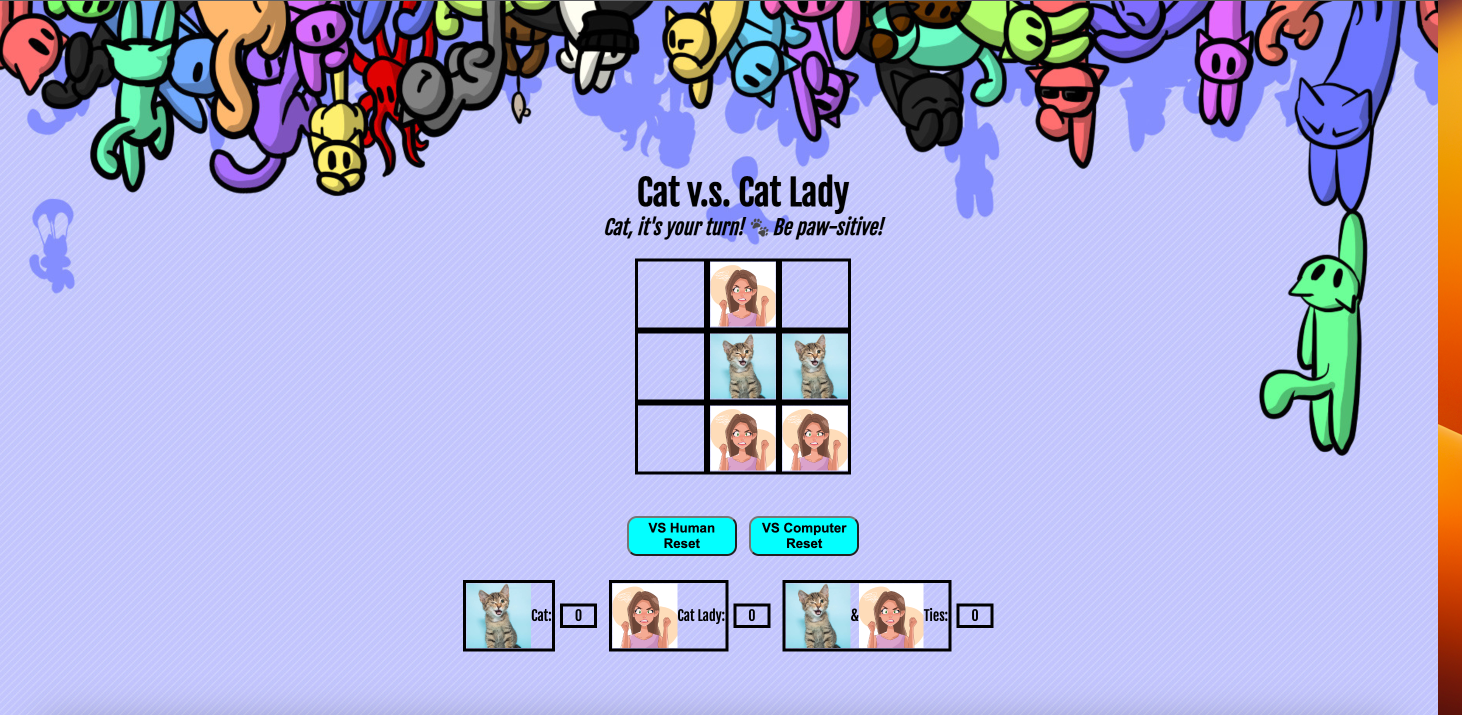 Cat v.s. Cat Lady
Cat, it's your turn! 🐾 Be paw-sitive!
VS Human
Reset
VS Computer
Reset
Cat: 0
Cat Lady: 0
& Ties: 0